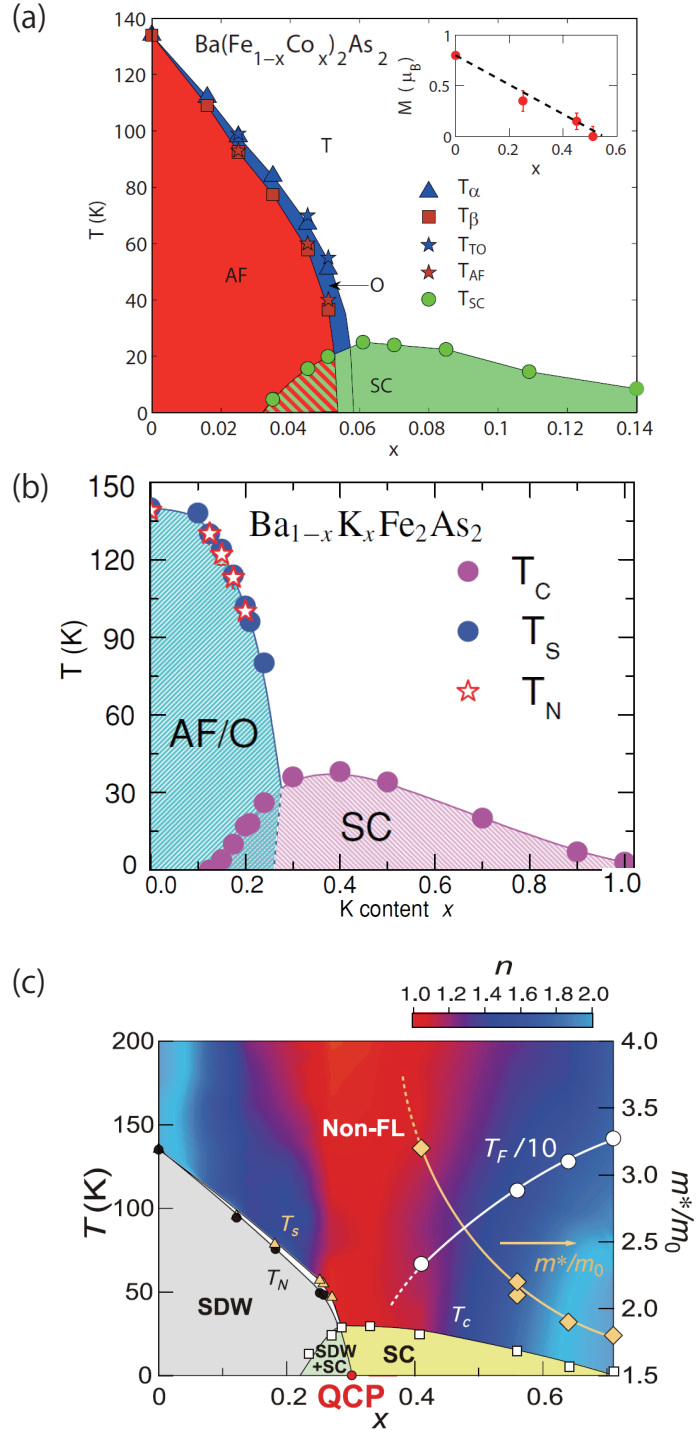 (a)
Ba(Fe1-xCox)2As2
M (μB)
1
0.5
0
0 0.2 0.4 0.6
x
T (K)
140
120
100
80
60
40
20
0
T
AF
O
SC
Tα
Tβ
TTO
TAF
TSC
0 0.02 0.04 0.06 0.08 0.10 0.12 0.14
x
(b)
Ba1-xKxFe2As2
T (K)
150
120
90
60
30
0
TC
TS
TN
AF/O
SC
0.0 0.2 0.4 0.6 0.8 1.0
K content x
(c)
n
1.0 1.2 1.4 1.6 1.8 2.0
T (K)
200
150
100
50
0
4.0
3.5
3.0
2.5
2.0
1.5
m*/m0
Non-FL
TF/10
Ts
TN
m*/m0
SDW
Tc
SDW
+SC
SC
0 0.2 0.4 0.6
QCP
x